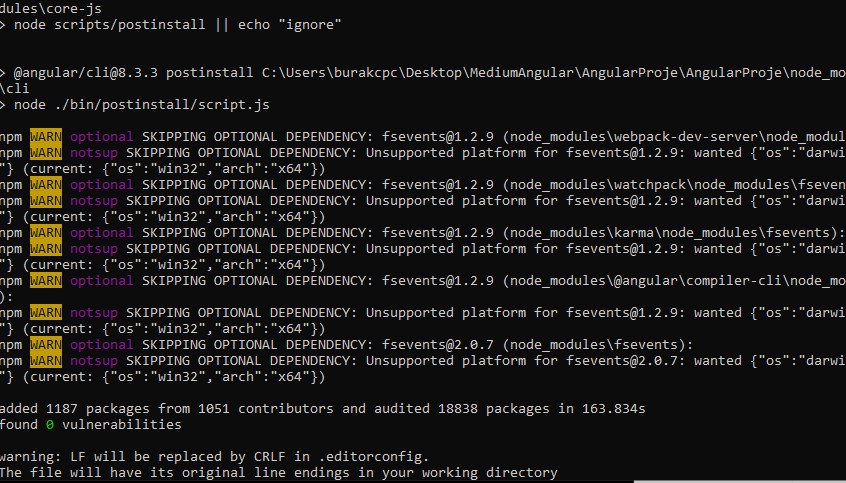 dules\core-js
> node scripts/postinstall || echo "ignore"
> @angular/cli@8.3.3 postinstall C:\Users\burakcpc\Desktop\MediumAngular\AngularProje\AngularProje\node_mo
\cli
> node ./bin/postinstall/script.js
npm WARN optional SKIPPING OPTIONAL DEPENDENCY: fsevents@1.2.9 (node_modules\webpack-dev-server\node_modul
npm WARN notsup SKIPPING OPTIONAL DEPENDENCY: Unsupported platform for fsevents@1.2.9: wanted {"os":"darwi
"} (current: {"os":"win32","arch":"x64"})
npm WARN optional SKIPPING OPTIONAL DEPENDENCY: fsevents@1.2.9 (node_modules\watchpack\node_modules\fseven
npm WARN notsup SKIPPING OPTIONAL DEPENDENCY: Unsupported platform for fsevents@1.2.9: wanted {"os":"darwi
"} (current: {"os":"win32","arch":"x64"})
npm WARN optional SKIPPING OPTIONAL DEPENDENCY: fsevents@1.2.9 (node_modules\karma\node_modules\fsevents):
npm WARN notsup SKIPPING OPTIONAL DEPENDENCY: Unsupported platform for fsevents@1.2.9: wanted {"os":"darwi
"} (current: {"os":"win32","arch":"x64"})
npm WARN optional SKIPPING OPTIONAL DEPENDENCY: fsevents@1.2.9 (node_modules\@angular\compiler-cli\node_mo
):
npm WARN notsup SKIPPING OPTIONAL DEPENDENCY: Unsupported platform for fsevents@1.2.9: wanted {"os":"darwi
"} (current: {"os":"win32","arch":"x64"})
npm WARN optional SKIPPING OPTIONAL DEPENDENCY: fsevents@2.0.7 (node_modules\fsevents):
npm WARN notsup SKIPPING OPTIONAL DEPENDENCY: Unsupported platform for fsevents@2.0.7: wanted {"os":"darwi
"} (current: {"os":"win32","arch":"x64"})
added 1187 packages from 1051 contributors and audited 18838 packages in 163.834s
found 0 vulnerabilities
warning: LF will be replaced by CRLF in .editorconfig.
The file will have its original line endings in your working directory